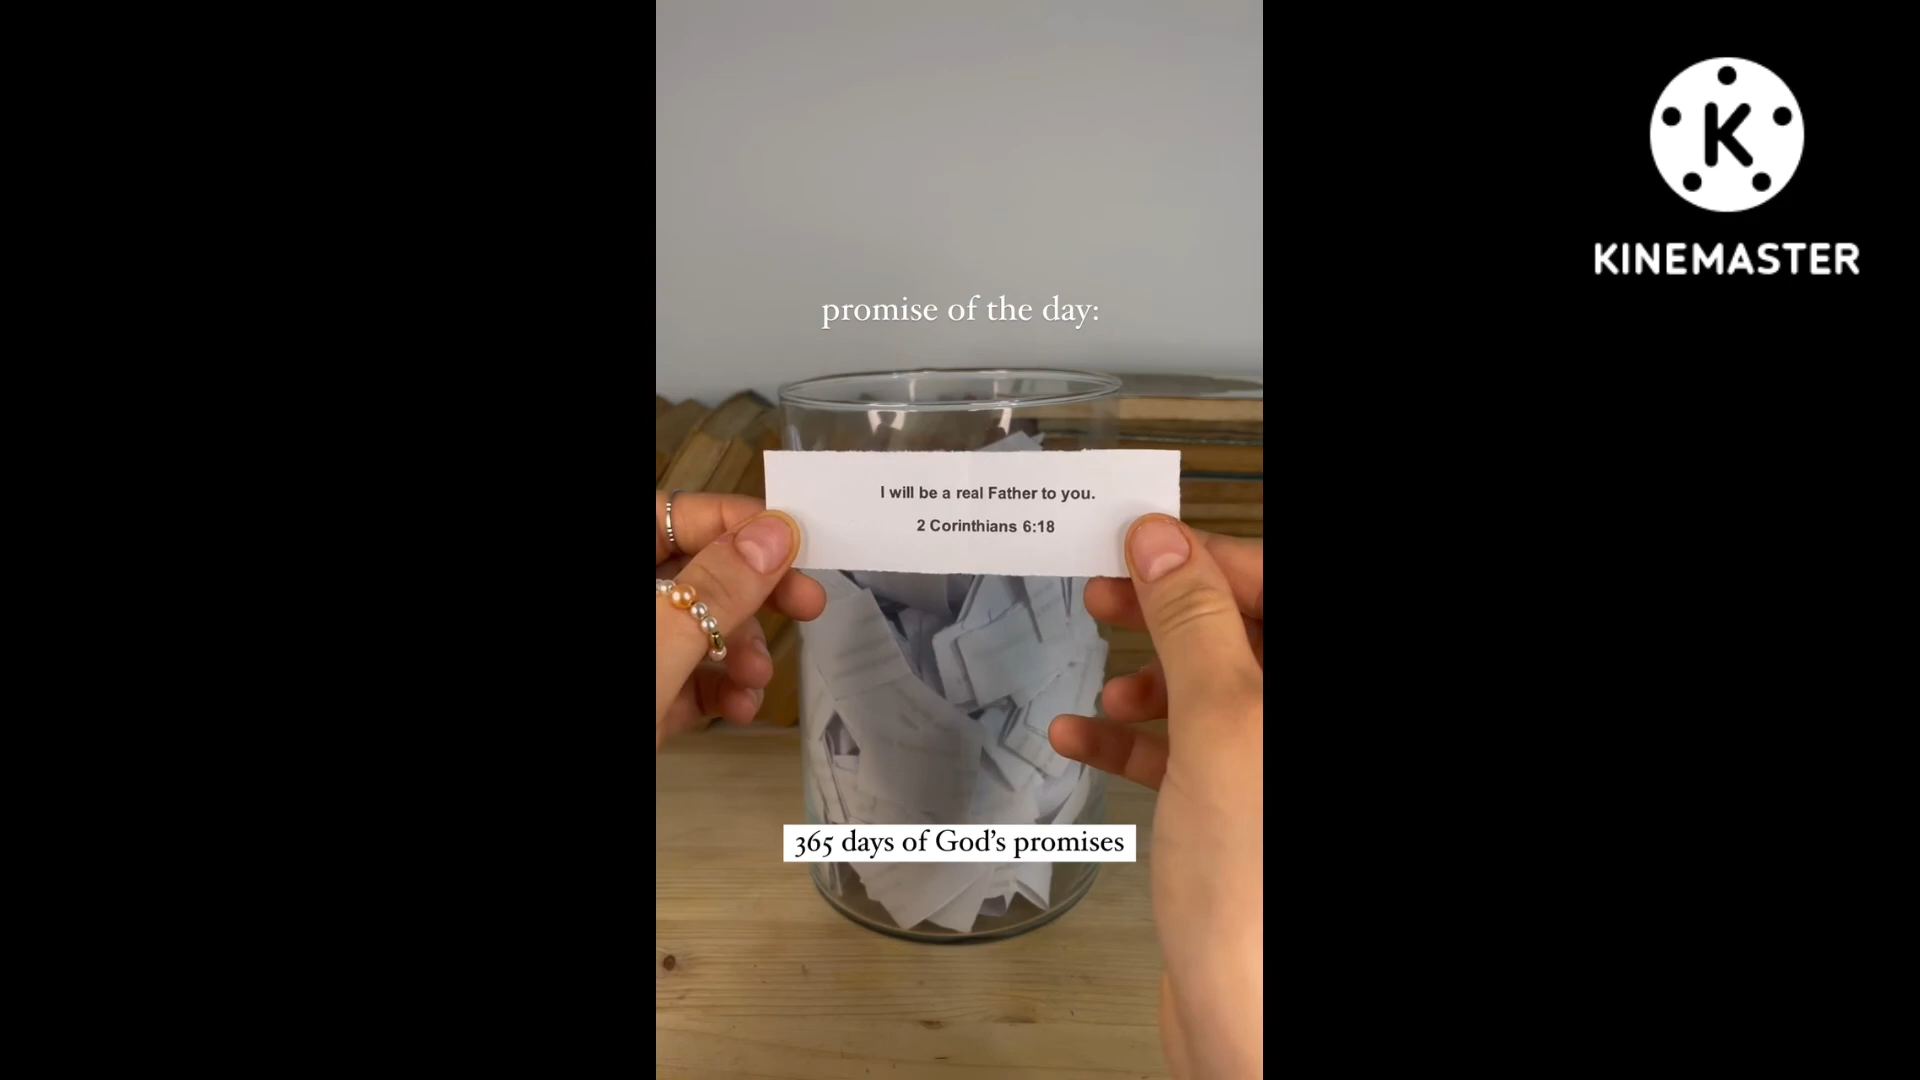 promise of the day:
I will be a real Father to you.
2 Corinthians 6:18
365 days of God's promises
K
KINEMASTER